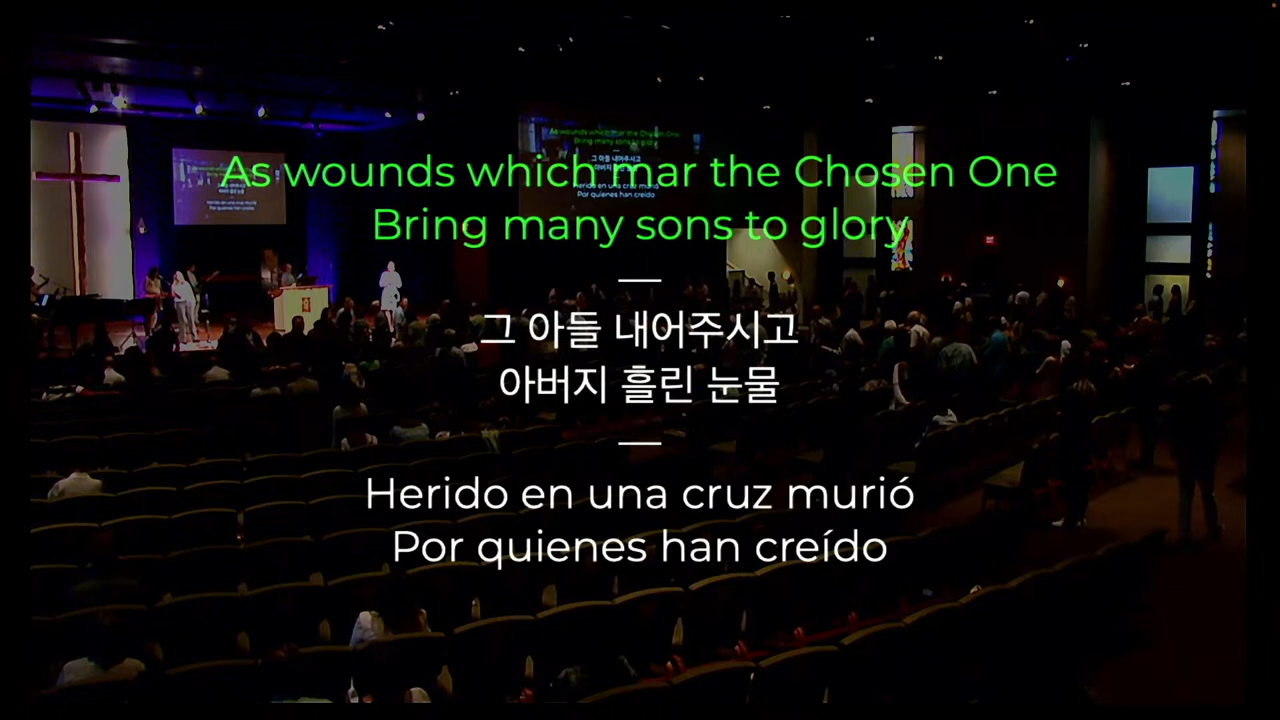 As wounds which mar the Chosen One
Bring many sons to glory
그 아들 내어주시고
아버지 흘린 눈물
Herido en una cruz murió
Por quienes han creído